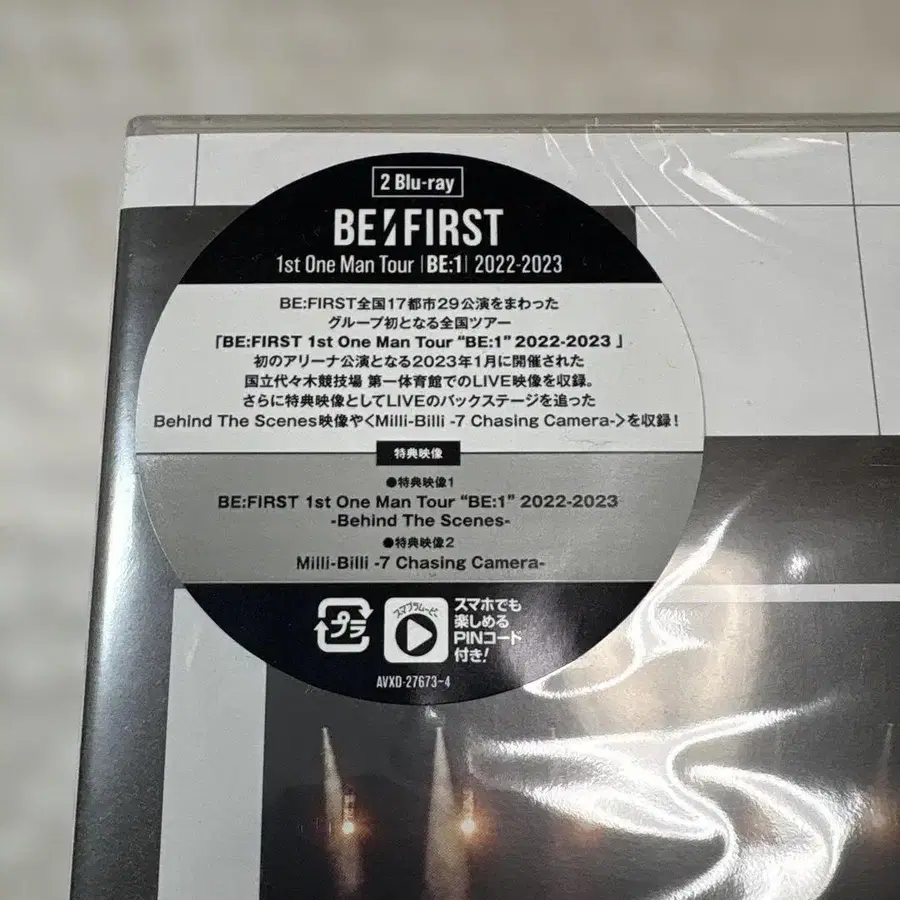 2 Blu-ray
BE:FIRST
1st One Man Tour |BE:1| 2022-2023
BE:FIRST全国17都市29公演をまわった
グループ初となる全国ツアー
「BE:FIRST 1st One Man Tour “BE:1” 2022-2023 」
初のアリーナ公演となる2023年1月に開催された
国立代々木競技場 第一体育館でのLIVE映像を収録。
さらに特典映像としてLIVEのバックステージを追った
Behind The Scenes映像や<Milli-Billi -7 Chasing Camera->を収録!
特典映像
●特典映像1
BE:FIRST 1st One Man Tour “BE:1” 2022-2023
-Behind The Scenes-
●特典映像2
Milli-Billi -7 Chasing Camera-
プラ
スマプラムービー
スマホでも
楽しめる
PINコード
付き!
AVXD-27673~4